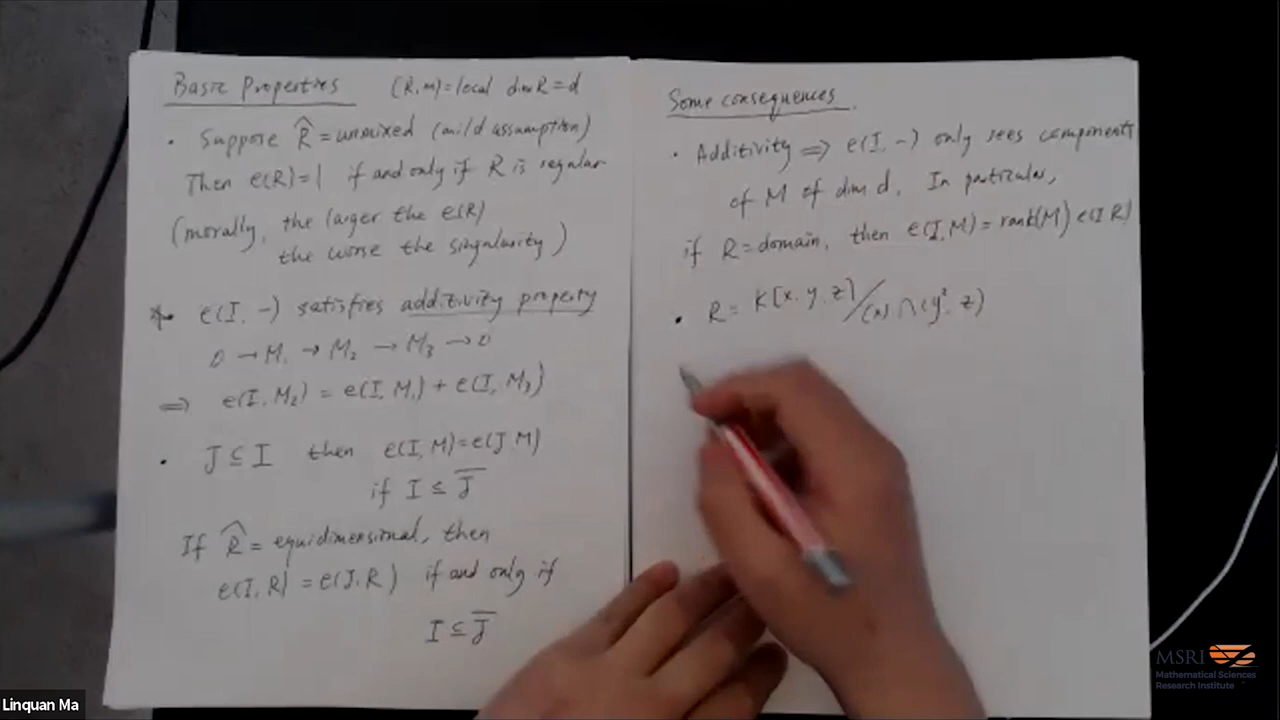 Basic Properties (R,m)=local dim R=d
• Suppose R̂ = unmixed (mild assumption)
Then e(R)=1 if and only if R is regular
(morally, the larger the e(R)
the worse the singularity)
* e(I,-) satisfies additivity property
0→M₁→M₂→M₃→0
⇒ e(I,M₂) = e(I,M₁) + e(I,M₃)
• J⊆I then e(I,M)=e(J,M)
if I ⊆ J̅
If R̂ = equidimensional, then
e(I,R) = e(J,R) if and only if
I ⊆ J̅
Some consequences.
• Additivity ⇒ e(I,-) only sees components
of M of dim d. In particular,
if R=domain, then e(I,M)=rank(M) e(I,R)
• R = K[x,y,z]/(x)∩(y²,z)
MSRI
Mathematical Sciences
Research Institute
Linquan Ma